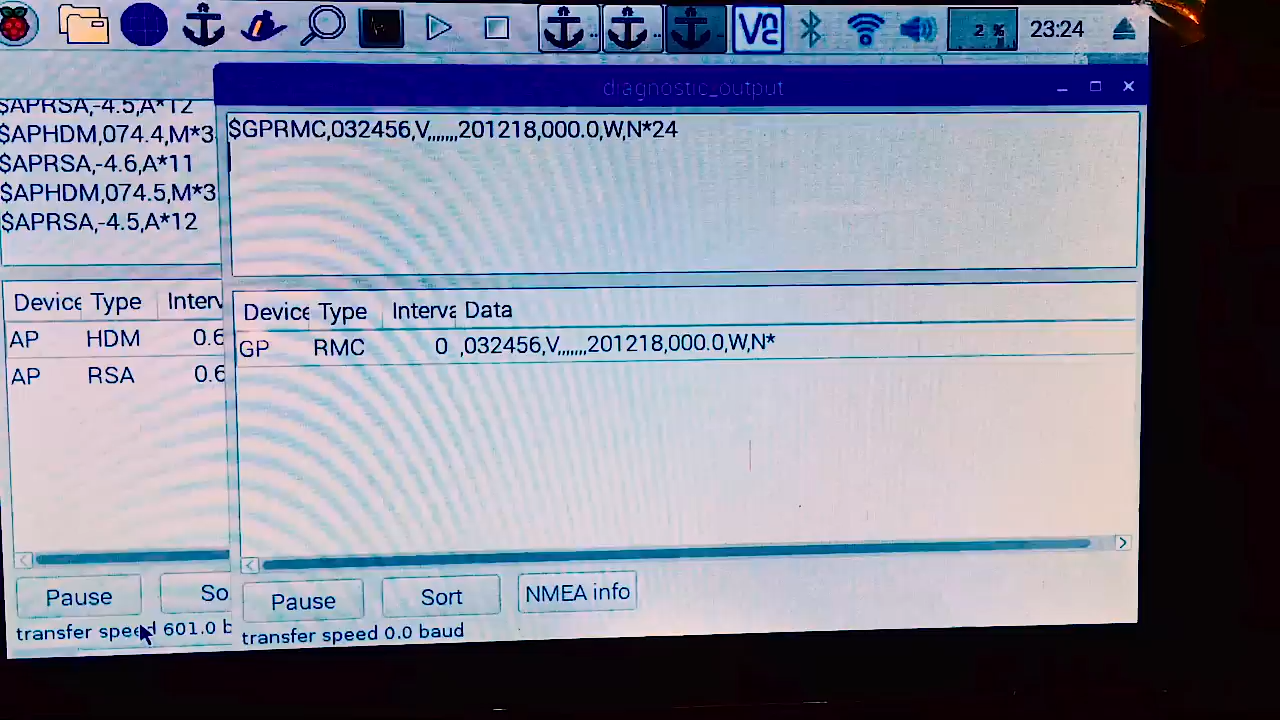 2 %
23:24
diagnostic_output
$APRSA,-4.5,A*12
$APHDM,074.4,M*3
$APRSA,-4.6,A*11
$APHDM,074.5,M*3
$APRSA,-4.5,A*12
$GPRMC,032456,V,,,,,,,201218,000.0,W,N*24
Device Type Interv
AP HDM 0.6
AP RSA 0.6
Device Type Interva Data
GP RMC 0 ,032456,V,,,,,,,201218,000.0,W,N*
Pause So
transfer speed 601.0 b
Pause Sort NMEA info
transfer speed 0.0 baud